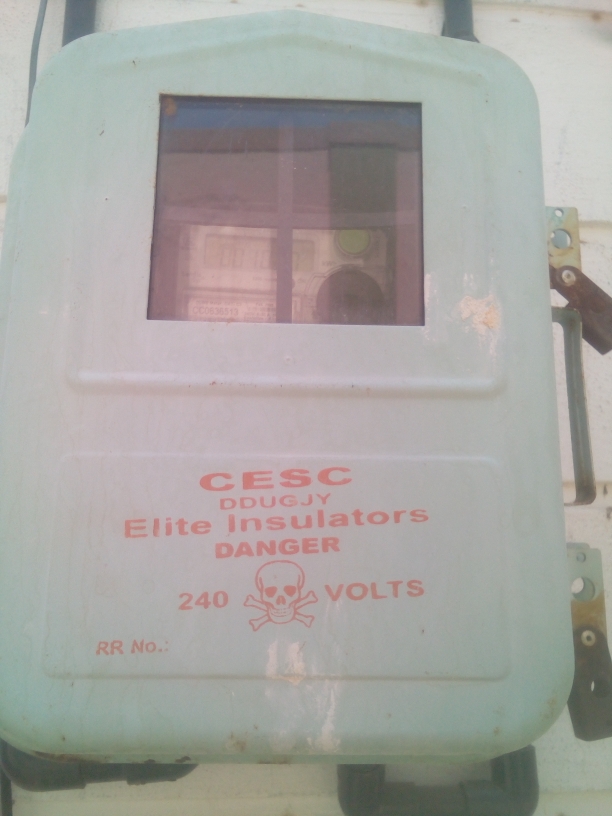 CESC
DDUGJY
Elite Insulators
DANGER
240 VOLTS
RR No.: